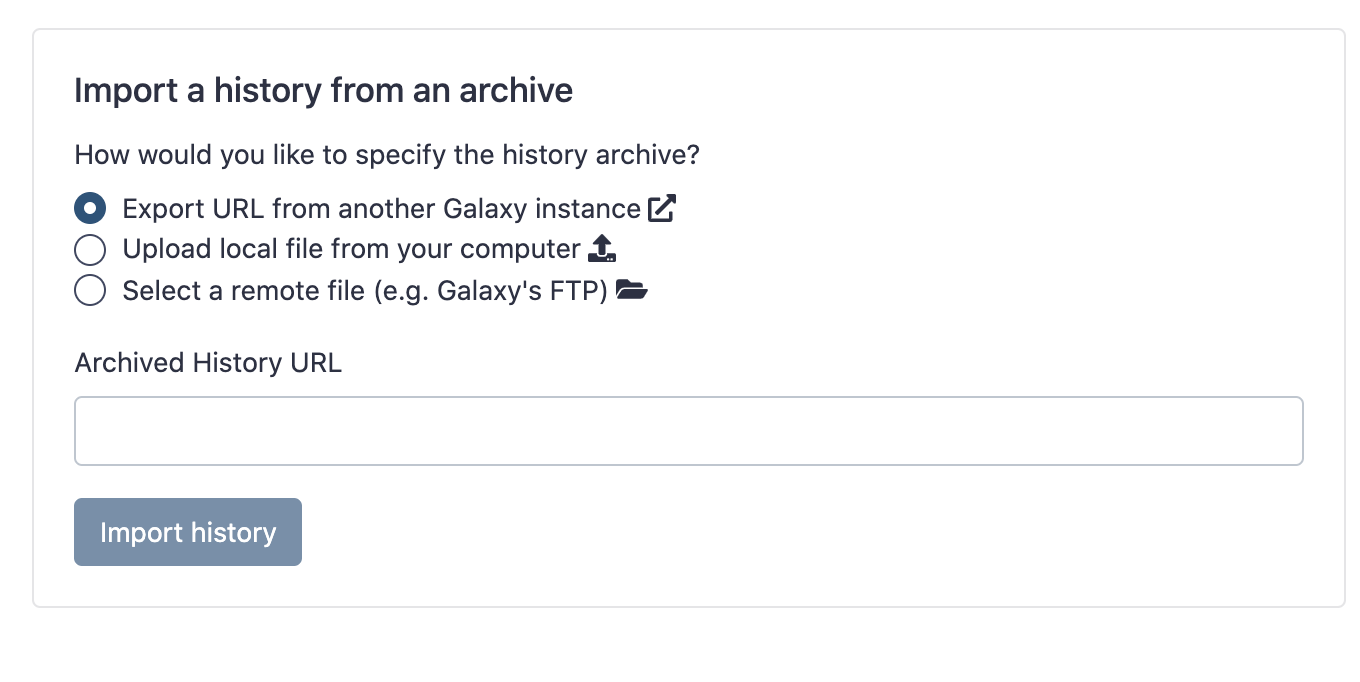 Import a history from an archive
How would you like to specify the history archive?
Export URL from another Galaxy instance
Upload local file from your computer
Select a remote file (e.g. Galaxy's FTP)
Archived History URL
Import history